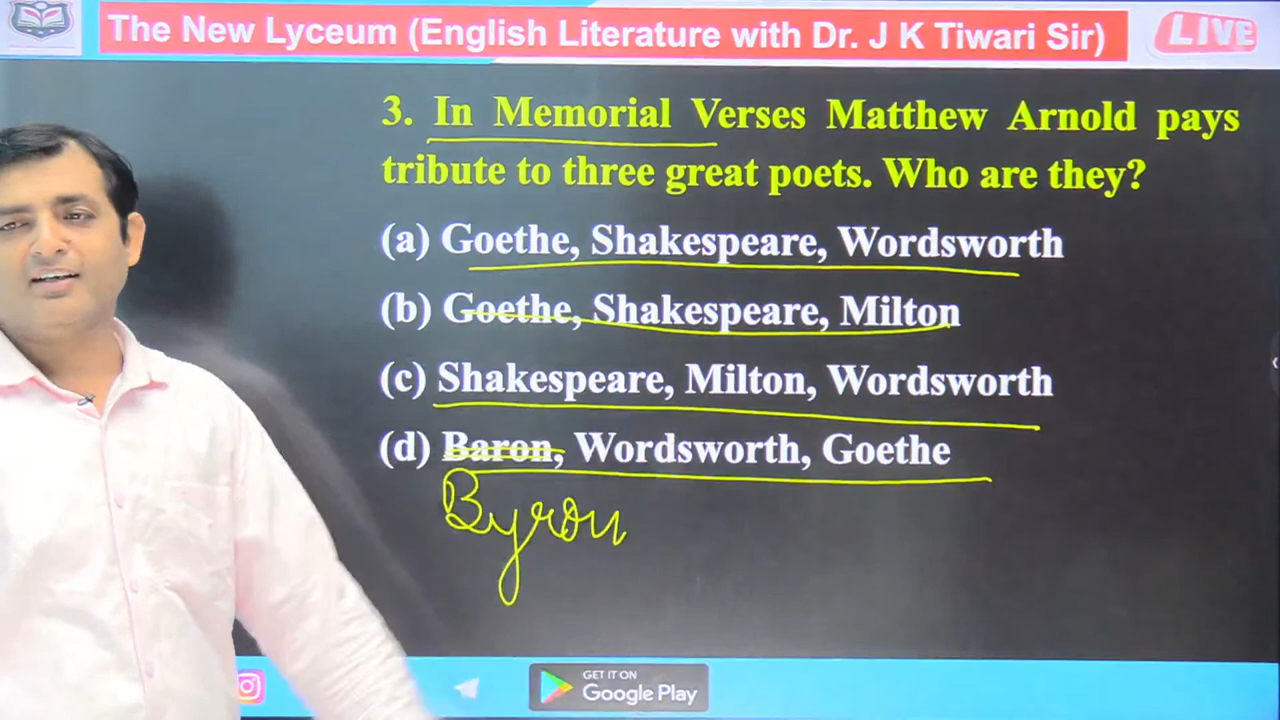 The New Lyceum (English Literature with Dr. J K Tiwari Sir)
LIVE
3. In Memorial Verses Matthew Arnold pays
tribute to three great poets. Who are they?
(a) Goethe, Shakespeare, Wordsworth
(b) Goethe, Shakespeare, Milton
(c) Shakespeare, Milton, Wordsworth
(d) Baron, Wordsworth, Goethe
Byron
GET IT ON
Google Play